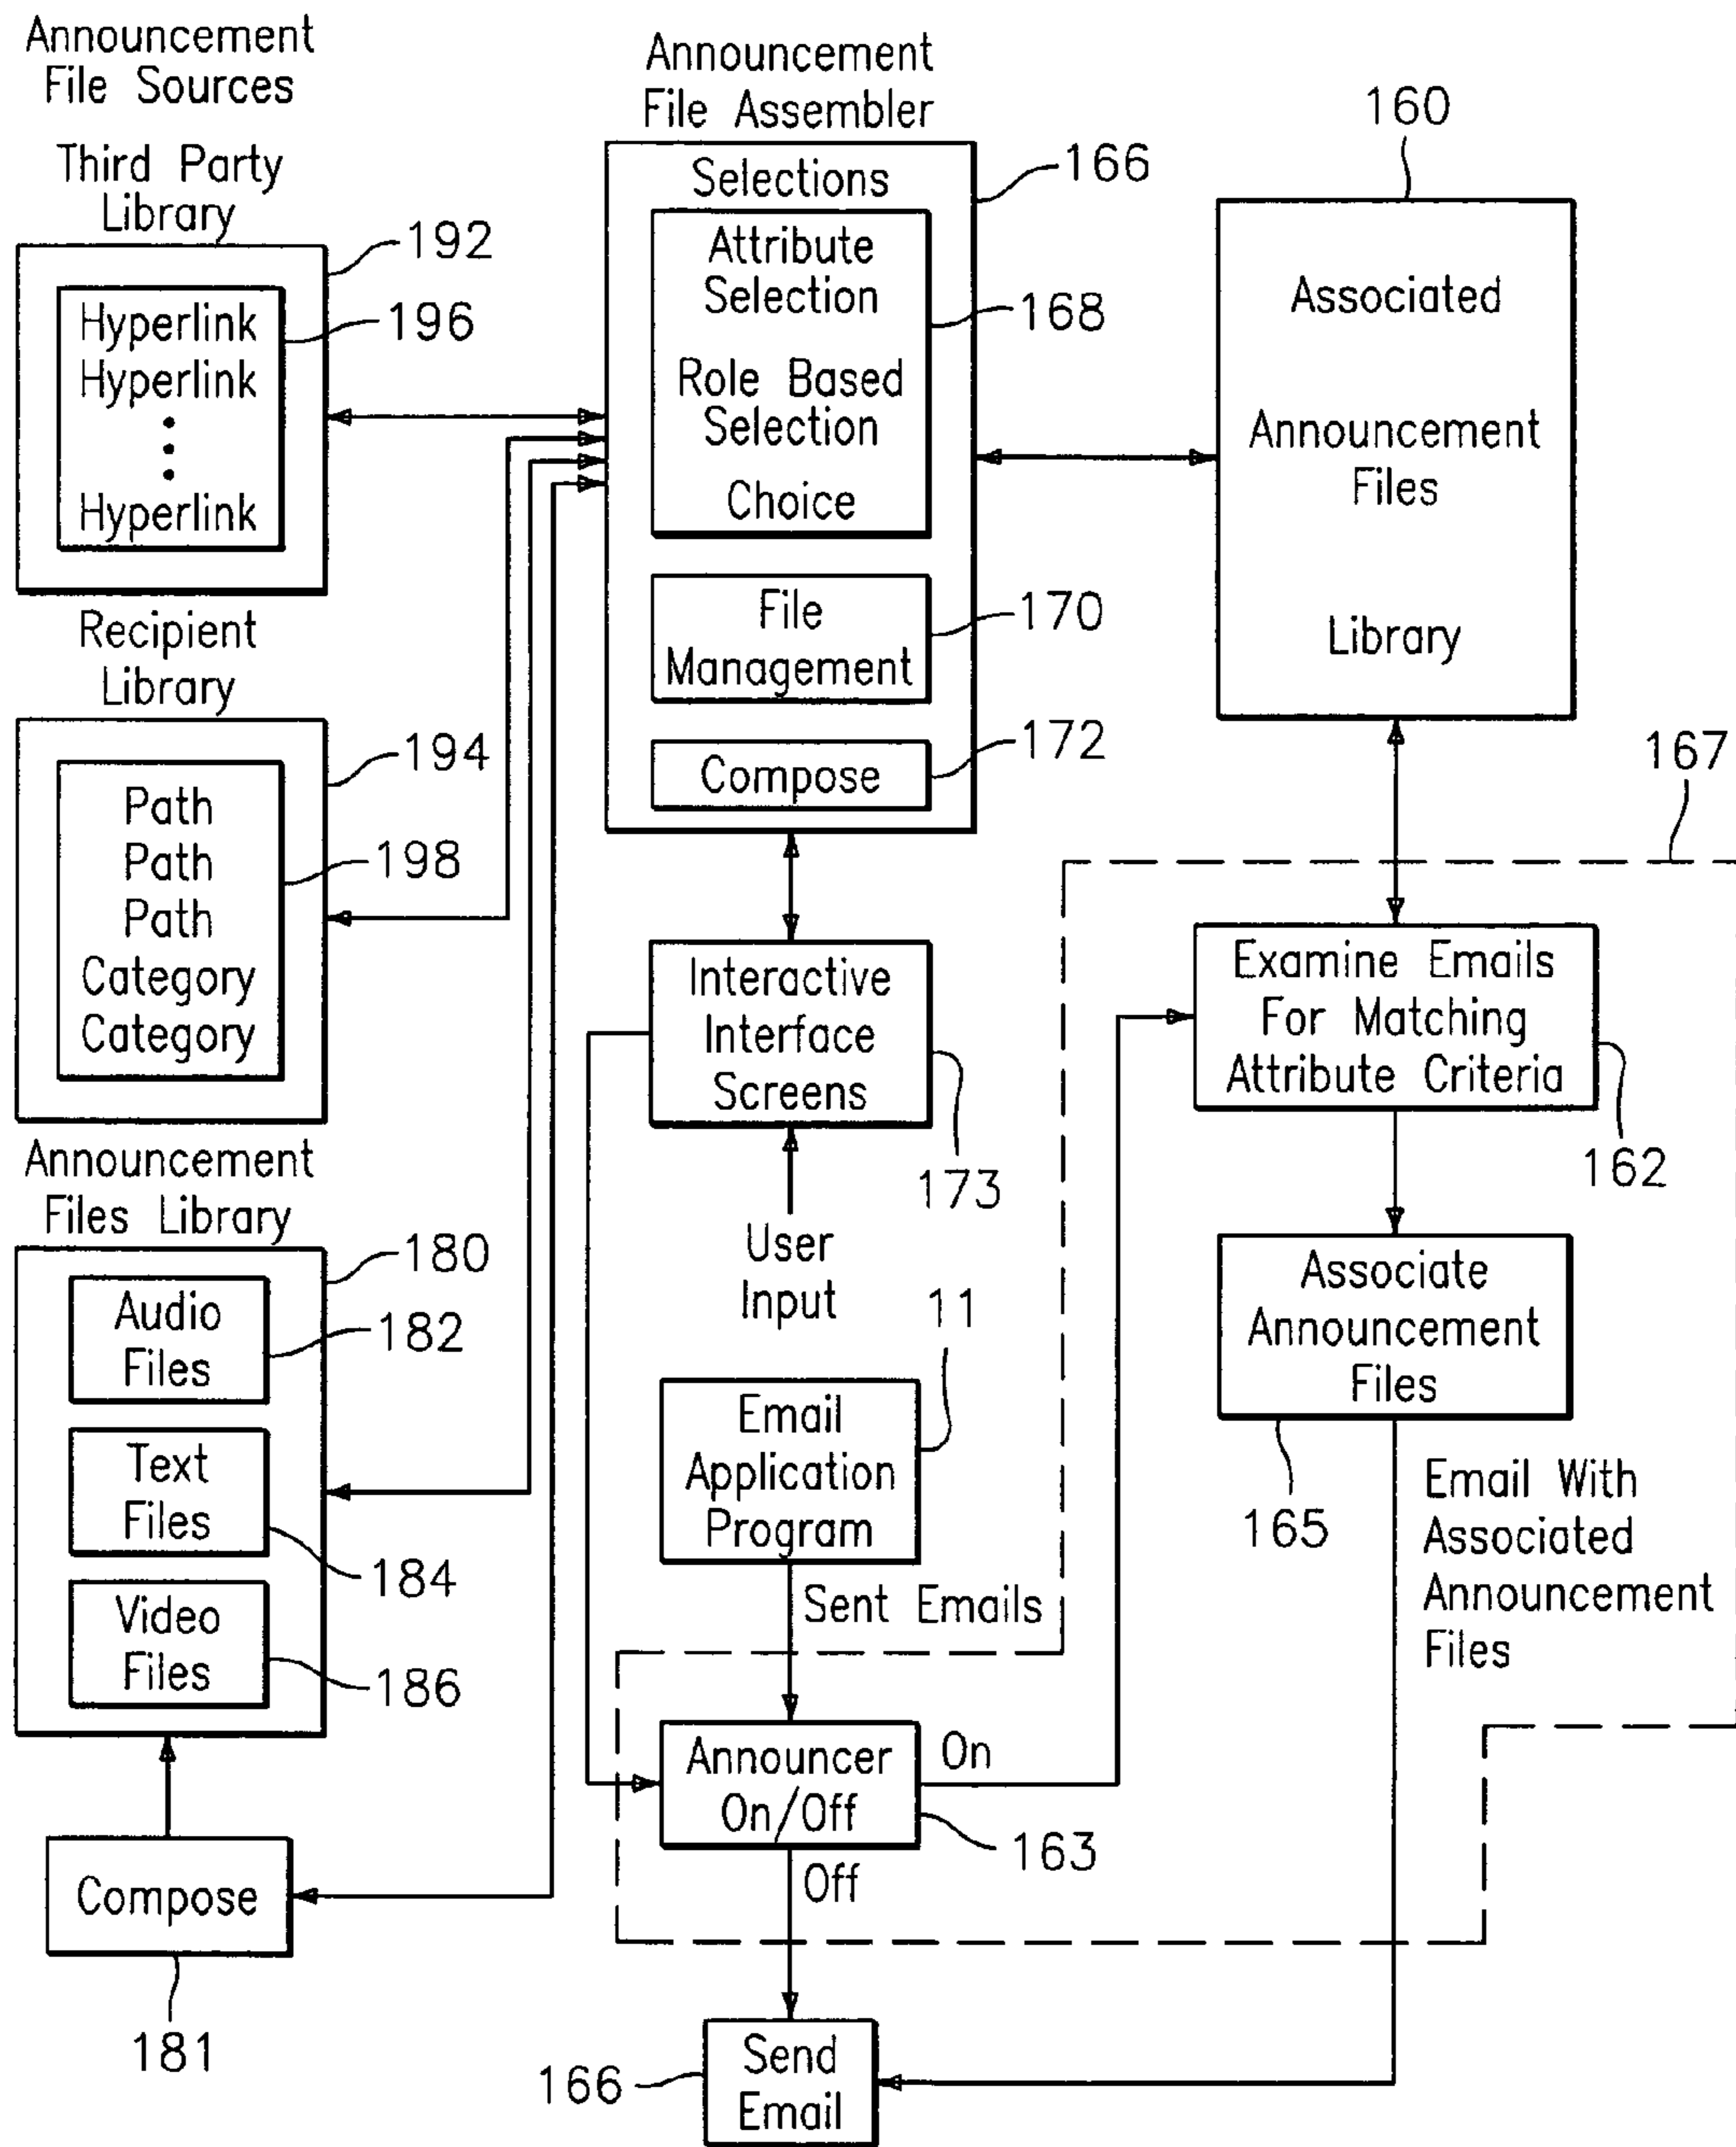 Announcement
File Sources
Third Party
Library
192
Hyperlink
196
Hyperlink
Hyperlink
Recipient
Library
194
Path
Path
198
Path
Category
Category
Announcement
Files Library
180
Audio
Files
182
Text
Files
184
Video
Files
186
Compose
181
Announcement
File Assembler
166
Selections
Attribute
Selection
168
Role Based
Selection
Choice
File
Management
170
Compose
172
Interactive
Interface
Screens
173
User
Input
11
Email
Application
Program
Sent Emails
Announcer
On/Off
On
163
Off
Send
Email
166
160
Associated
Announcement
Files
Library
167
Examine Emails
For Matching
Attribute Criteria
162
Associate
Announcement
Files
165
Email With
Associated
Announcement
Files